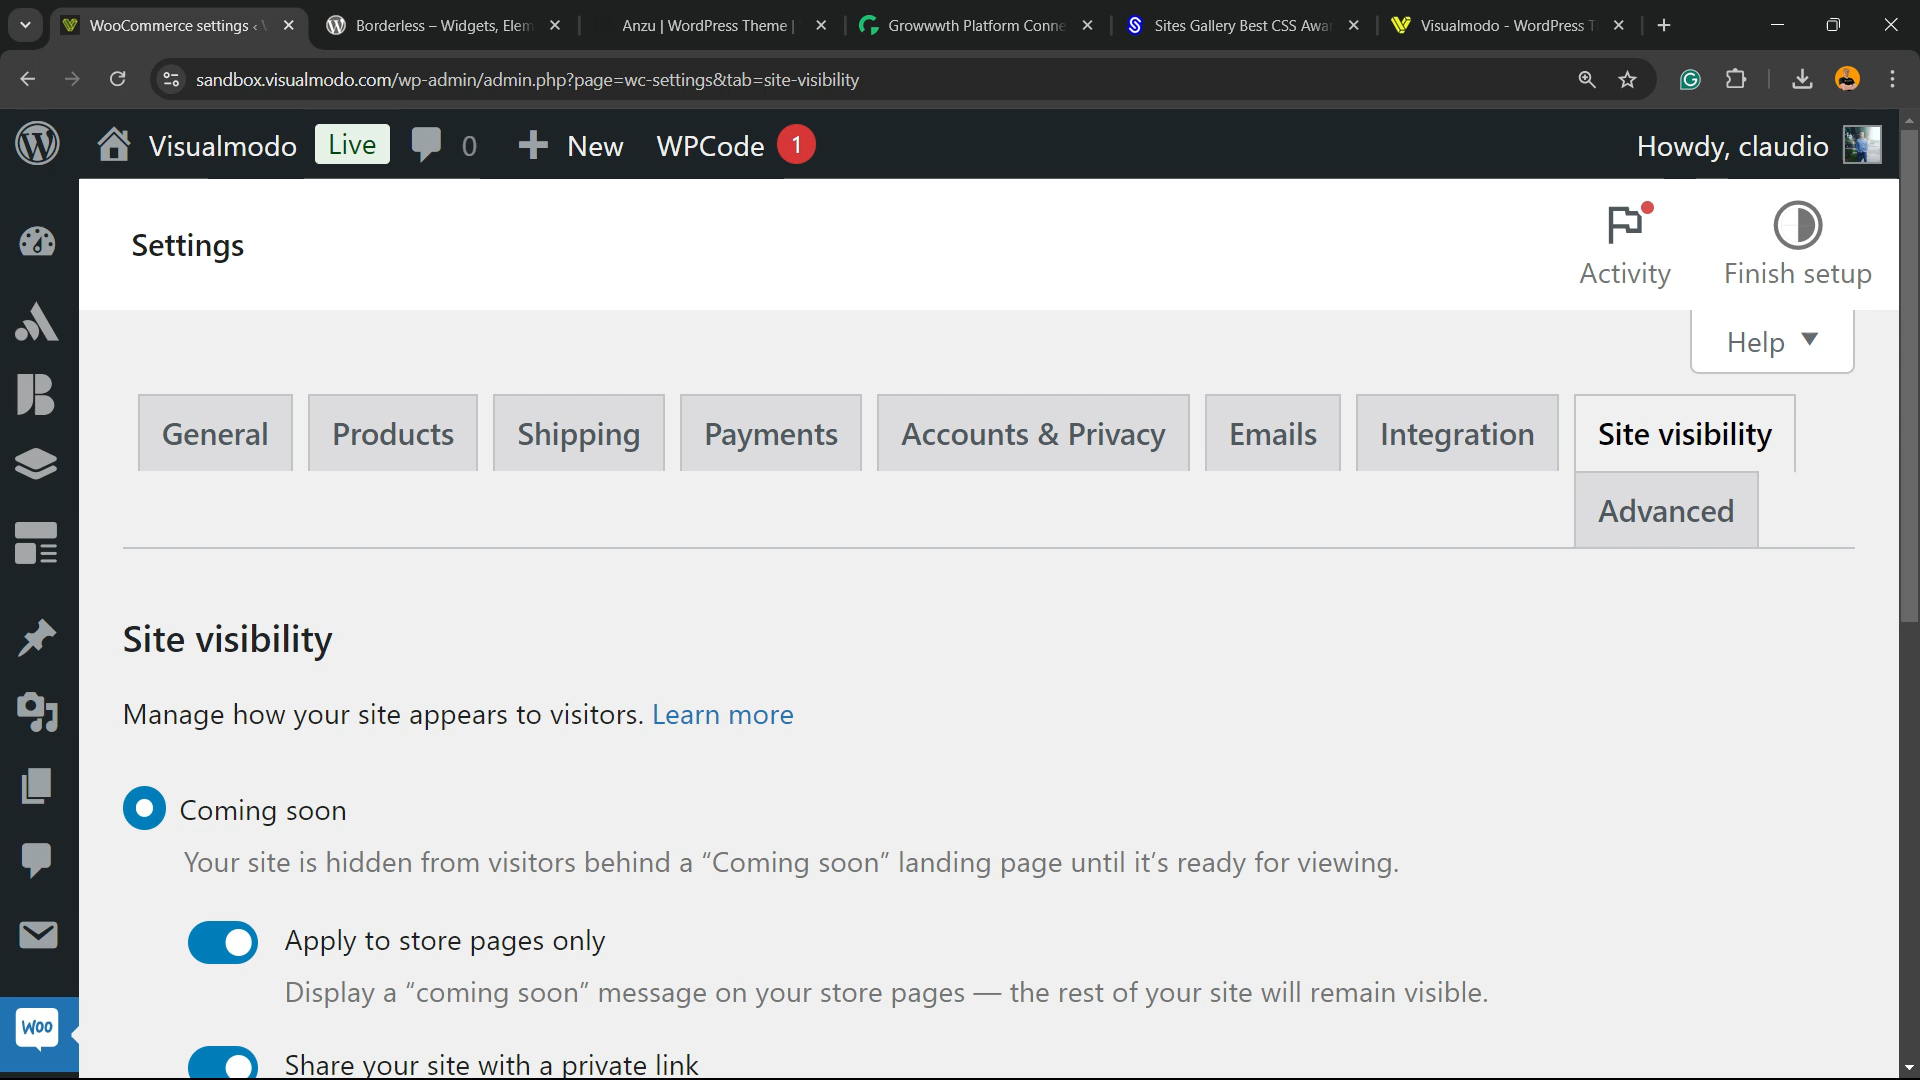 WooCommerce settings ‹
Borderless – Widgets, Elem
Anzu | WordPress Theme |
Growwwth Platform Conne
Sites Gallery Best CSS Awa
Visualmodo - WordPress T
sandbox.visualmodo.com/wp-admin/admin.php?page=wc-settings&tab=site-visibility
Visualmodo
Live
0
New
WPCode
1
Howdy, claudio
Settings
Activity
Finish setup
Help
General
Products
Shipping
Payments
Accounts & Privacy
Emails
Integration
Site visibility
Advanced
Site visibility
Manage how your site appears to visitors. Learn more
Coming soon
Your site is hidden from visitors behind a “Coming soon” landing page until it’s ready for viewing.
Apply to store pages only
Display a “coming soon” message on your store pages — the rest of your site will remain visible.
Woo
Share your site with a private link